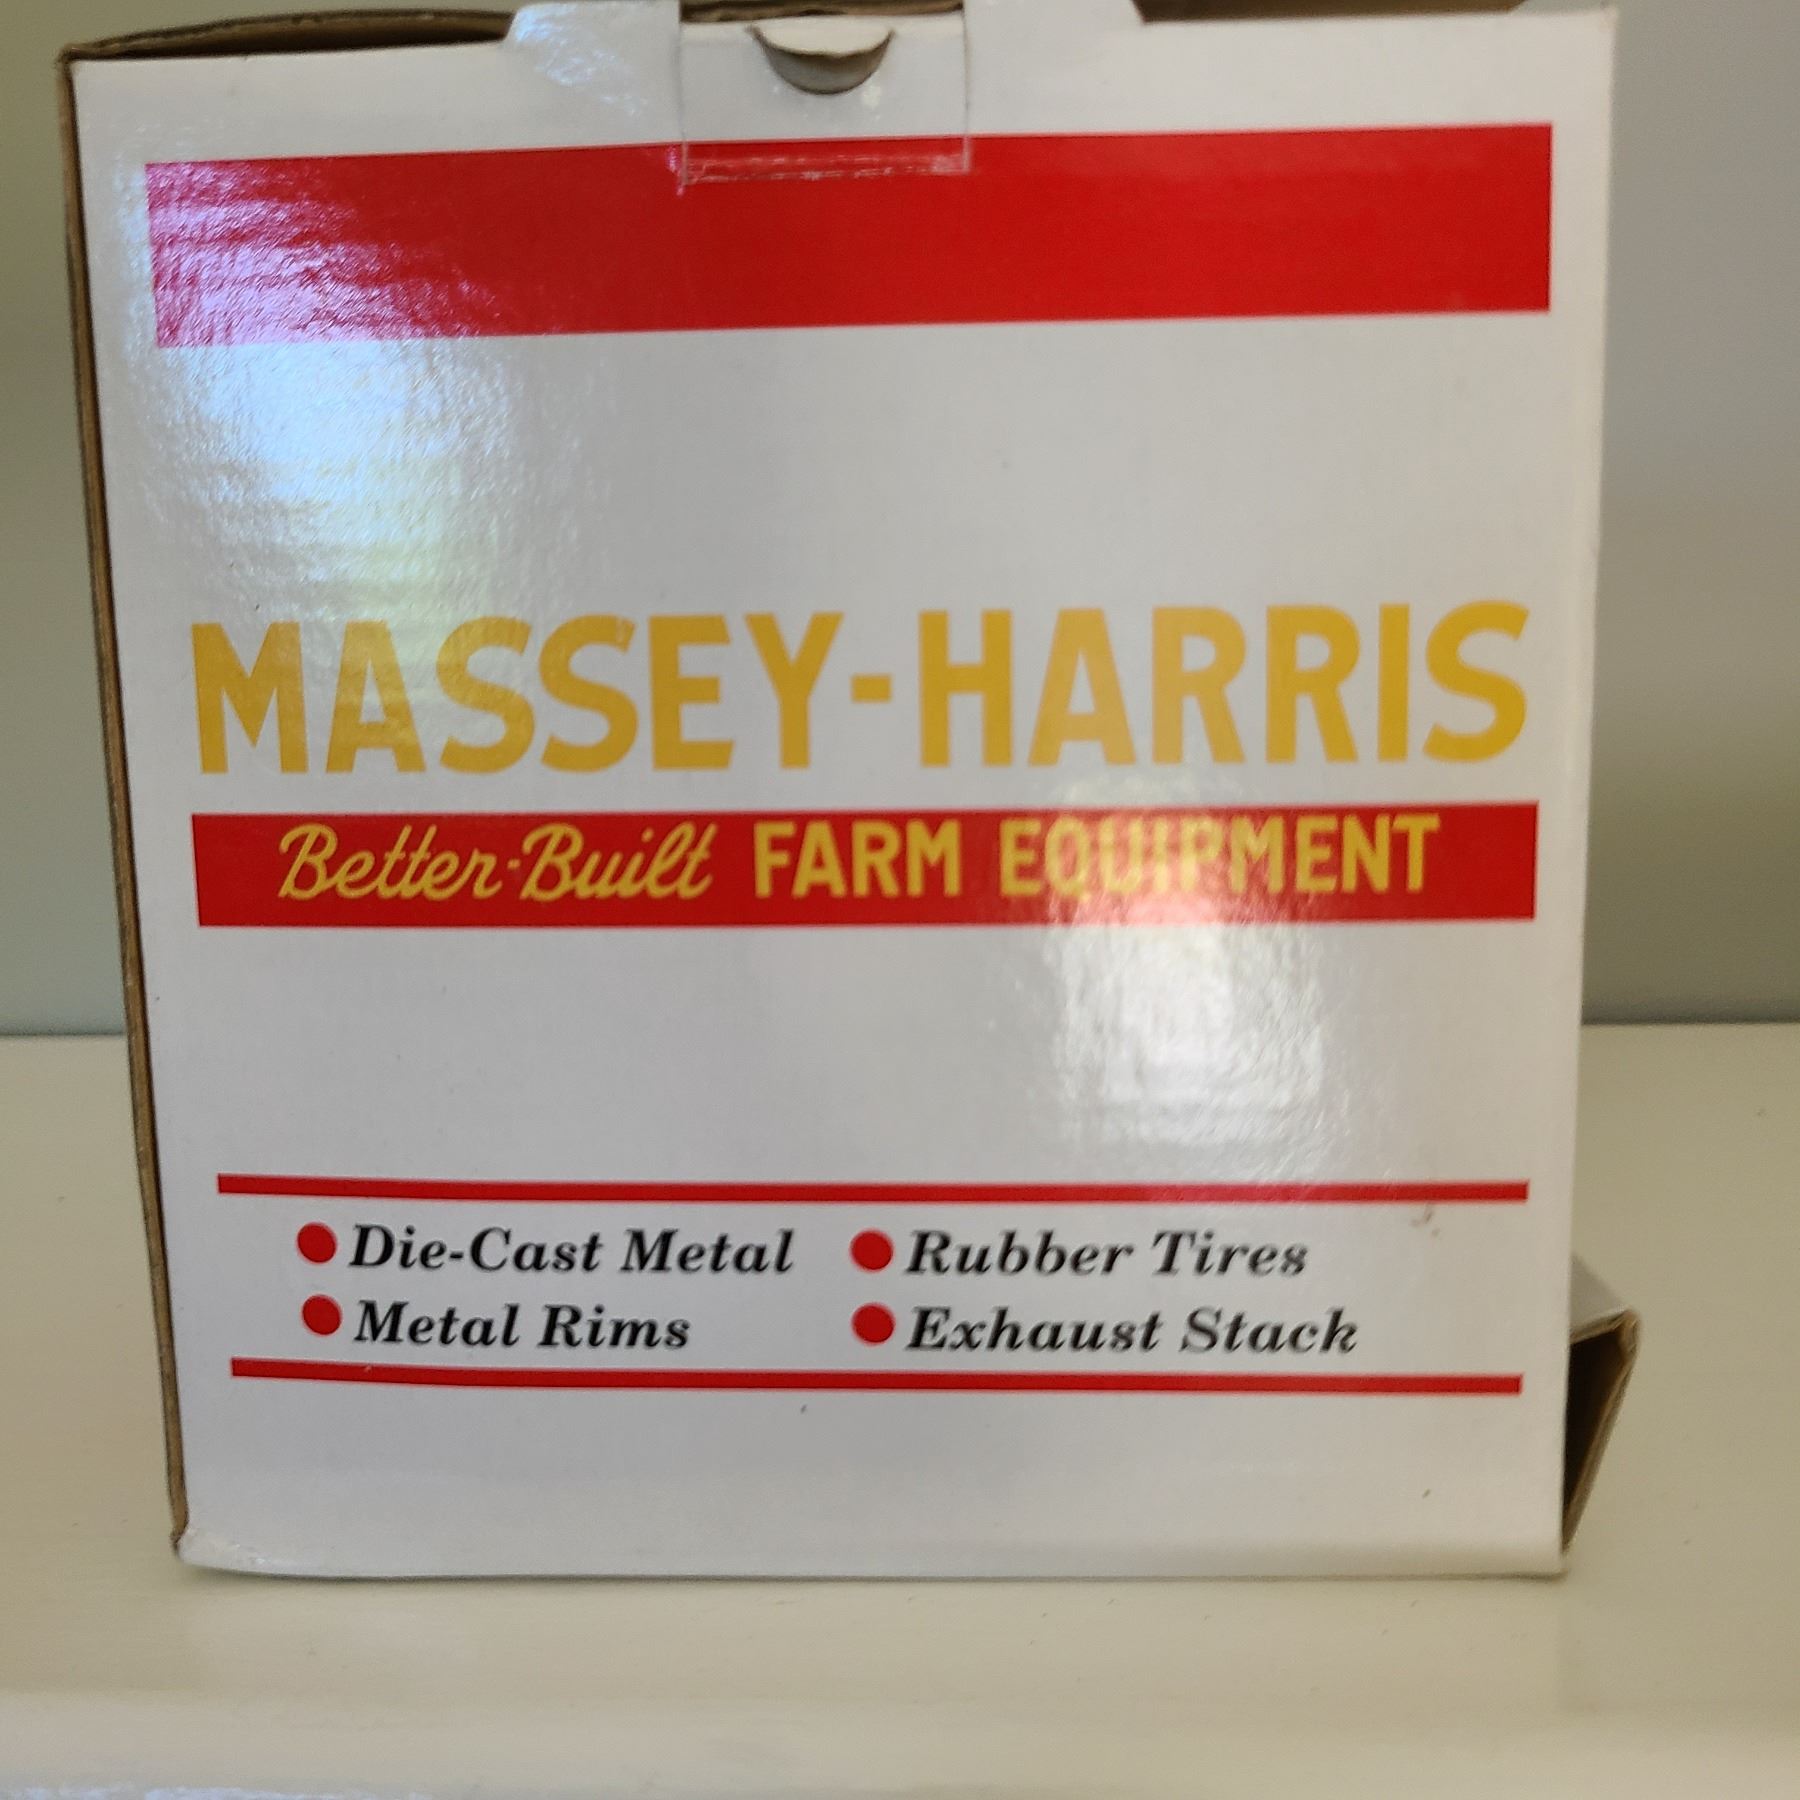 MASSEY-HARRIS
Better-Built FARM EQUIPMENT
Die-Cast Metal
Rubber Tires
Metal Rims
Exhaust Stack